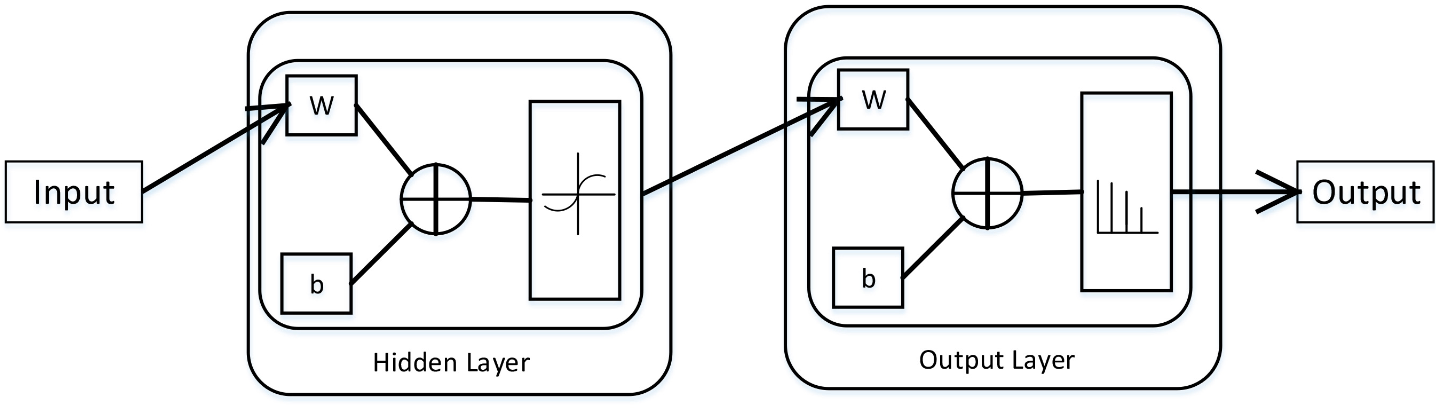 Input
W
b
Hidden Layer
W
b
Output Layer
Output